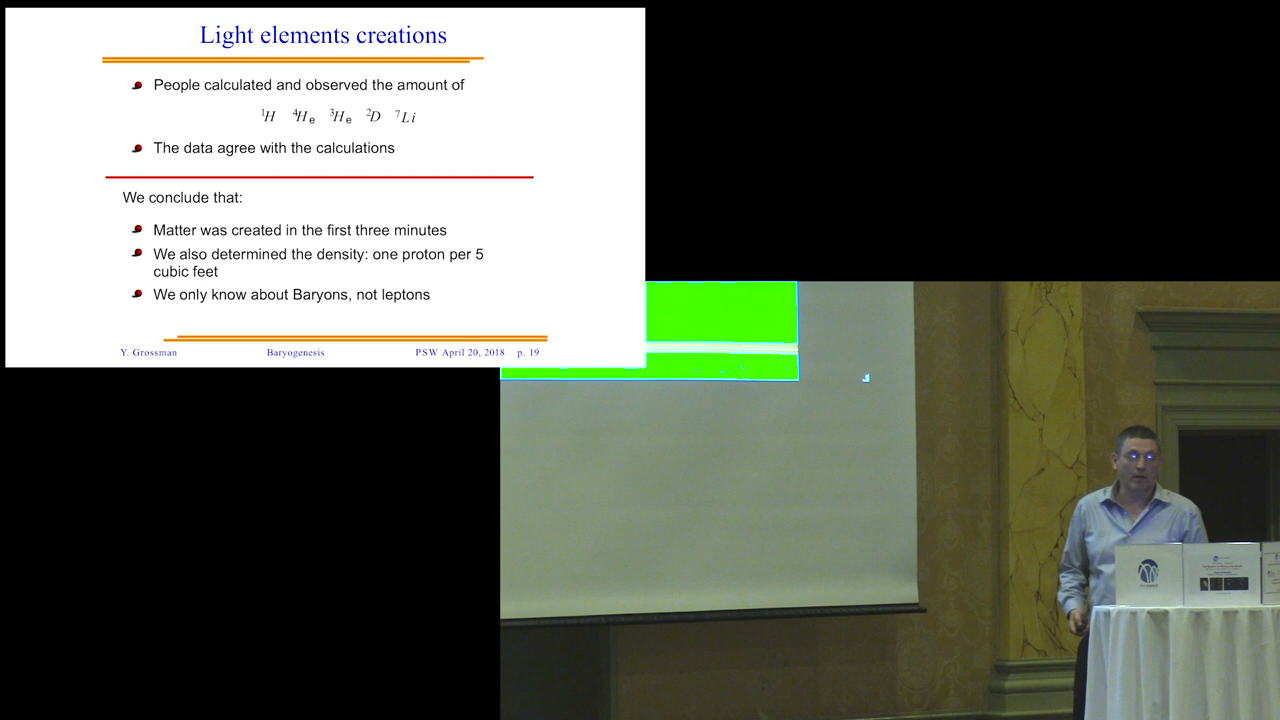 Light elements creations
People calculated and observed the amount of
¹H ⁴He ³He ²D ⁷Li
The data agree with the calculations
We conclude that:
Matter was created in the first three minutes
We also determined the density: one proton per 5
cubic feet
We only know about Baryons, not leptons
Y. Grossman Baryogenesis PSW April 20, 2018 p. 19